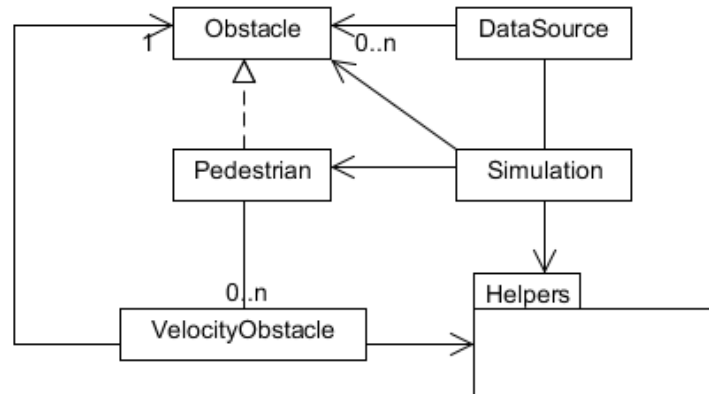 Obstacle
DataSource
1
0..n
Pedestrian
Simulation
0..n
Helpers
VelocityObstacle